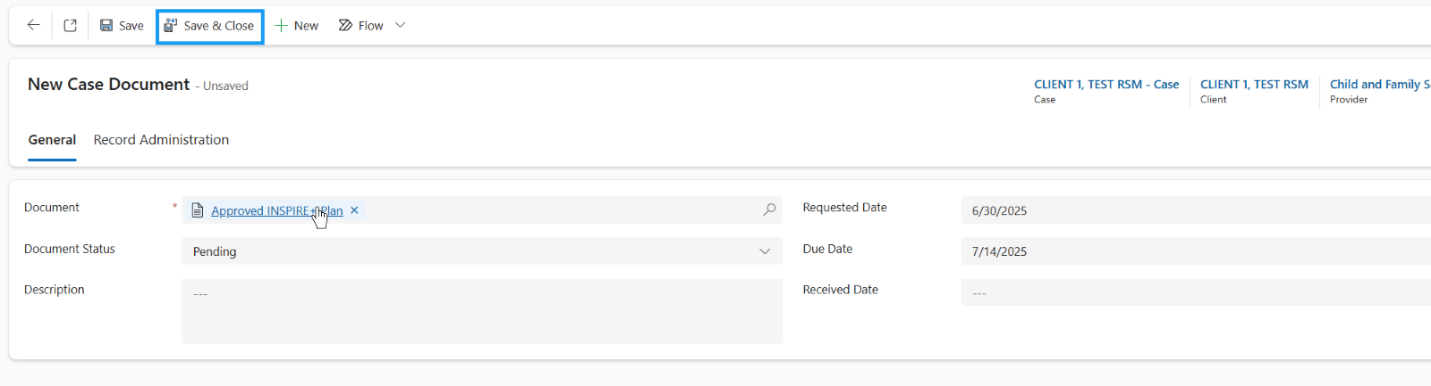 Save Save & Close New Flow
New Case Document - Unsaved
CLIENT 1, TEST RSM - Case CLIENT 1, TEST RSM Child and Family
Case Client Provider
General Record Administration
Document * Approved INSPIRE Plan Requested Date 6/30/2025
Document Status Pending Due Date 7/14/2025
Description --- Received Date ---